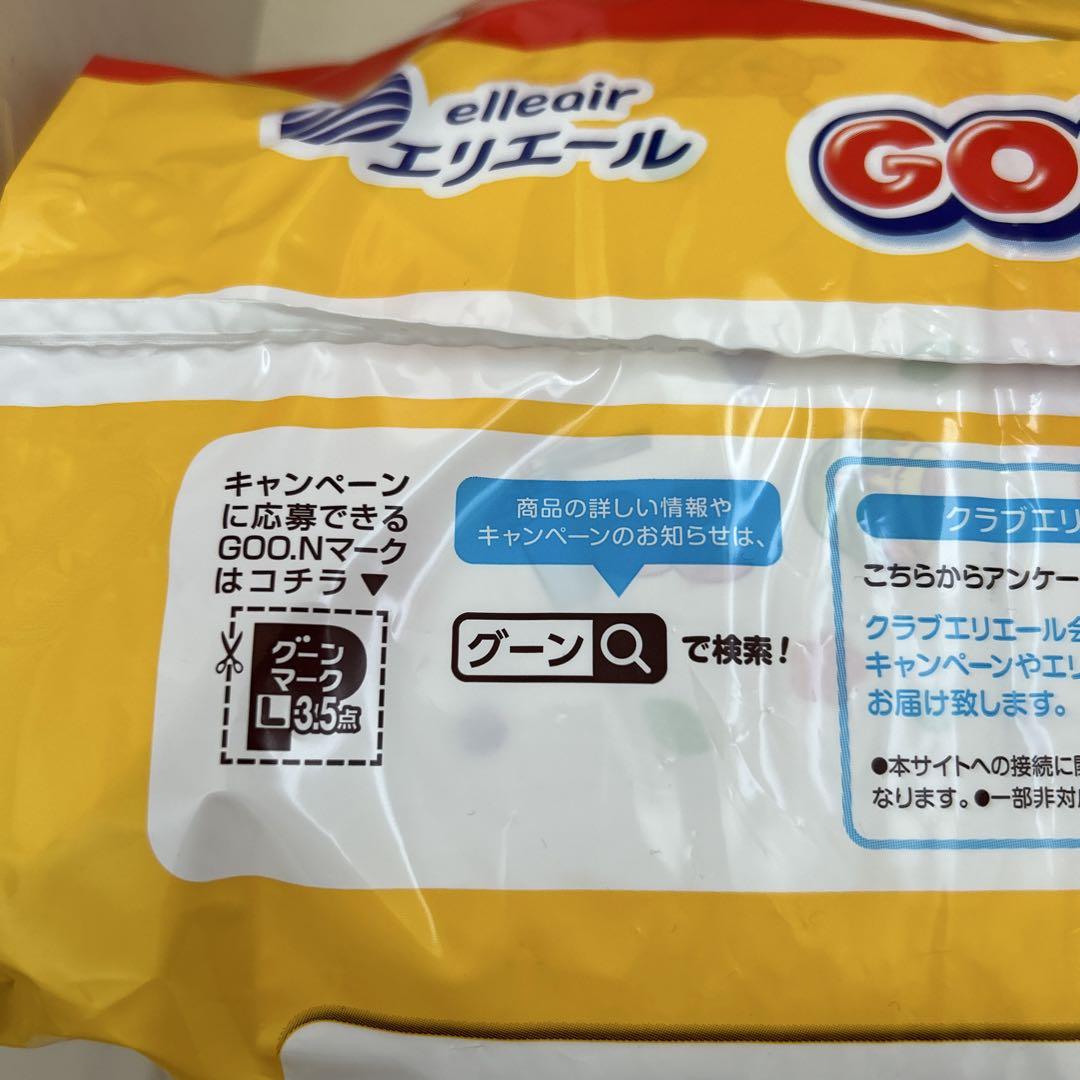 elleair
エリエール
GO
キャンペーン
に応募できる
GOO.Nマーク
はコチラ▼
グーン
マーク
L 3.5点
商品の詳しい情報や
キャンペーンのお知らせは、
グーン
で検索!
クラブエリ
こちらからアンケー
クラブエリエール
キャンペーンやエリ
お届け致します。
●本サイトへの接続に
なります。●一部非対